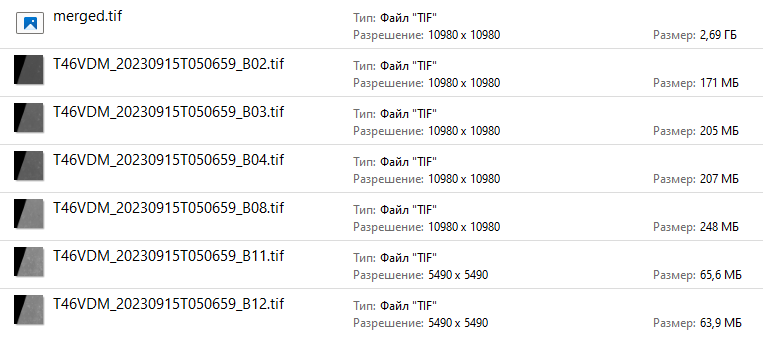 merged.tif
Тип: Файл "TIF"
Разрешение: 10980 x 10980
Размер: 2,69 ГБ
T46VDM_20230915T050659_B02.tif
Тип: Файл "TIF"
Разрешение: 10980 x 10980
Размер: 171 МБ
T46VDM_20230915T050659_B03.tif
Тип: Файл "TIF"
Разрешение: 10980 x 10980
Размер: 205 МБ
T46VDM_20230915T050659_B04.tif
Тип: Файл "TIF"
Разрешение: 10980 x 10980
Размер: 207 МБ
T46VDM_20230915T050659_B08.tif
Тип: Файл "TIF"
Разрешение: 10980 x 10980
Размер: 248 МБ
T46VDM_20230915T050659_B11.tif
Тип: Файл "TIF"
Разрешение: 5490 x 5490
Размер: 65,6 МБ
T46VDM_20230915T050659_B12.tif
Тип: Файл "TIF"
Разрешение: 5490 x 5490
Размер: 63,9 МБ